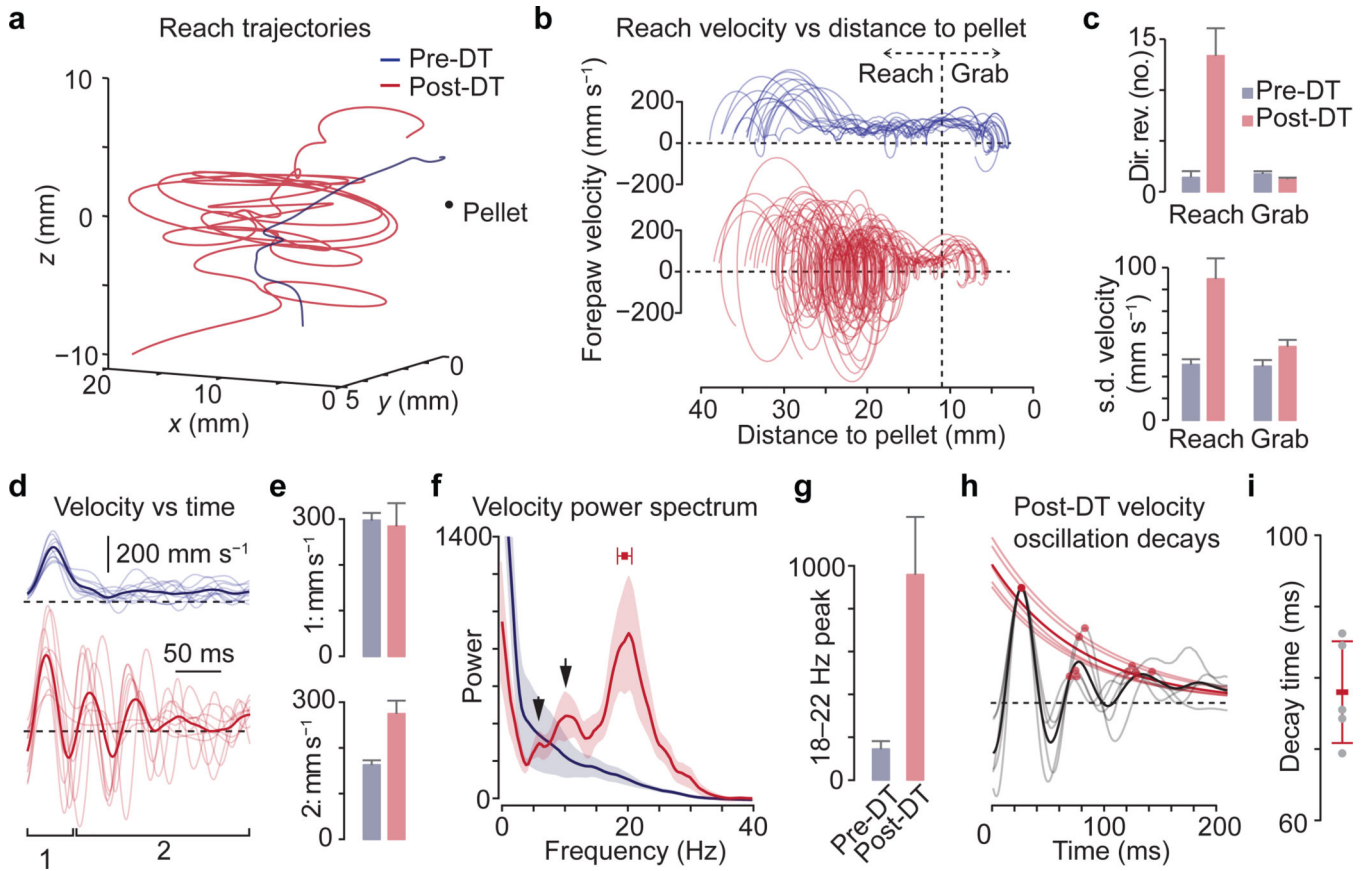 a
Reach trajectories
Pre-DT
Post-DT
10
0
−10
z (mm)
20
10
0
x (mm)
5
0
y (mm)
Pellet
b
Reach velocity vs distance to pellet
Reach
Grab
Forepaw velocity (mm s⁻¹)
200
0
−200
200
0
−200
40
30
20
10
0
Distance to pellet (mm)
c
Dir. rev. (no.)
15
0
Pre-DT
Post-DT
Reach Grab
s.d. velocity
(mm s⁻¹)
100
0
Reach Grab
d
Velocity vs time
200 mm s⁻¹
50 ms
1
2
e
1: mm s⁻¹
300
0
2: mm s⁻¹
300
0
f
Velocity power spectrum
1400
0
Power
0
20
40
Frequency (Hz)
g
18–22 Hz peak
1000
0
Pre-DT
Post-DT
h
Post-DT velocity
oscillation decays
0
100
200
Time (ms)
i
Decay time (ms)
100
60